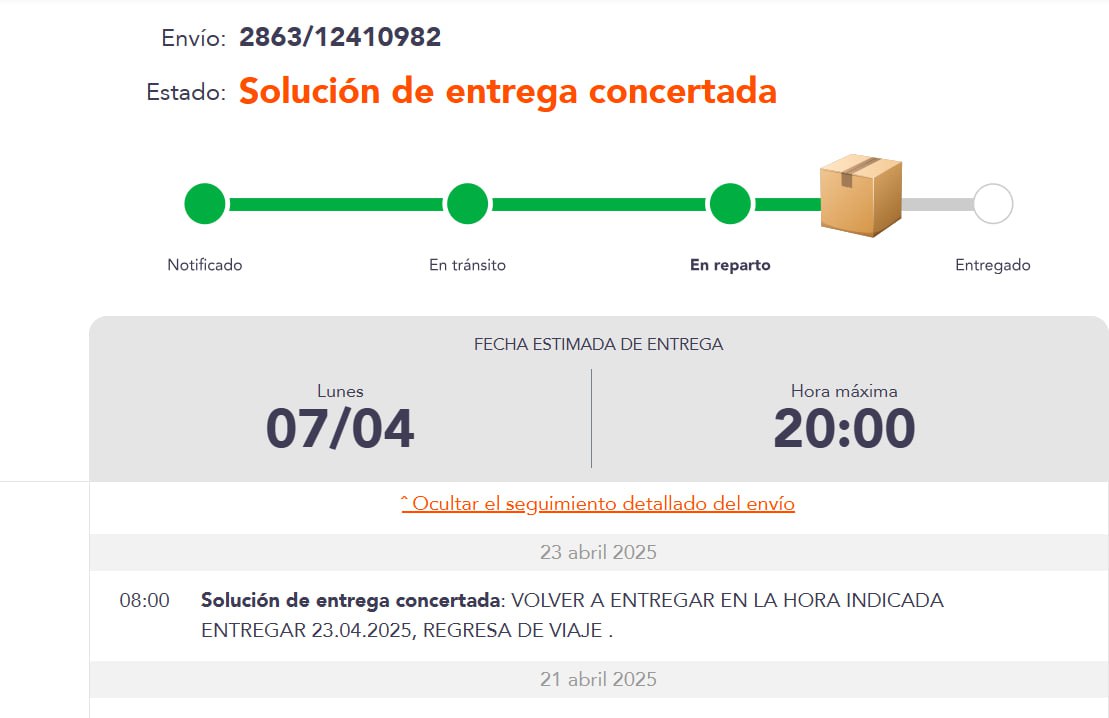 Envío: 2863/12410982
Estado: Solución de entrega concertada
Notificado En tránsito En reparto Entregado
FECHA ESTIMADA DE ENTREGA
Lunes Hora máxima
07/04 20:00
ˆ Ocultar el seguimiento detallado del envío
23 abril 2025
08:00 Solución de entrega concertada: VOLVER A ENTREGAR EN LA HORA INDICADA
ENTREGAR 23.04.2025, REGRESA DE VIAJE .
21 abril 2025